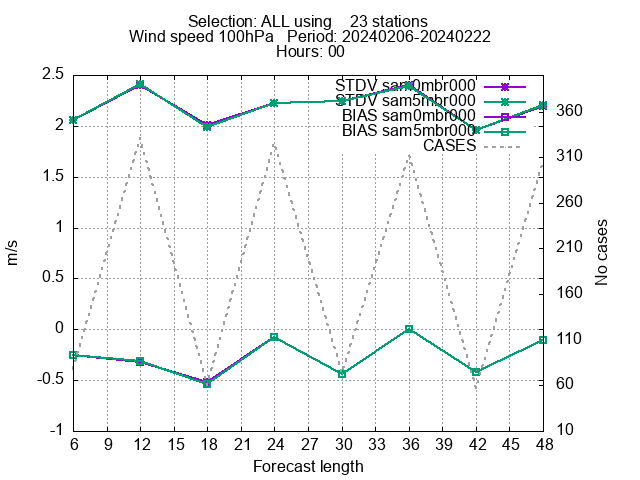 Selection: ALL using 23 stations
Wind speed 100hPa Period: 20240206-20240222
Hours: 00
STDV sam0mbr000
STDV sam5mbr000
BIAS sam0mbr000
BIAS sam5mbr000
CASES
2.5
2
1.5
1
0.5
0
-0.5
-1
m/s
360
310
260
210
160
110
60
10
No cases
6 12 15 18 21 24 27 30 33 36 39 42 45 48
Forecast length